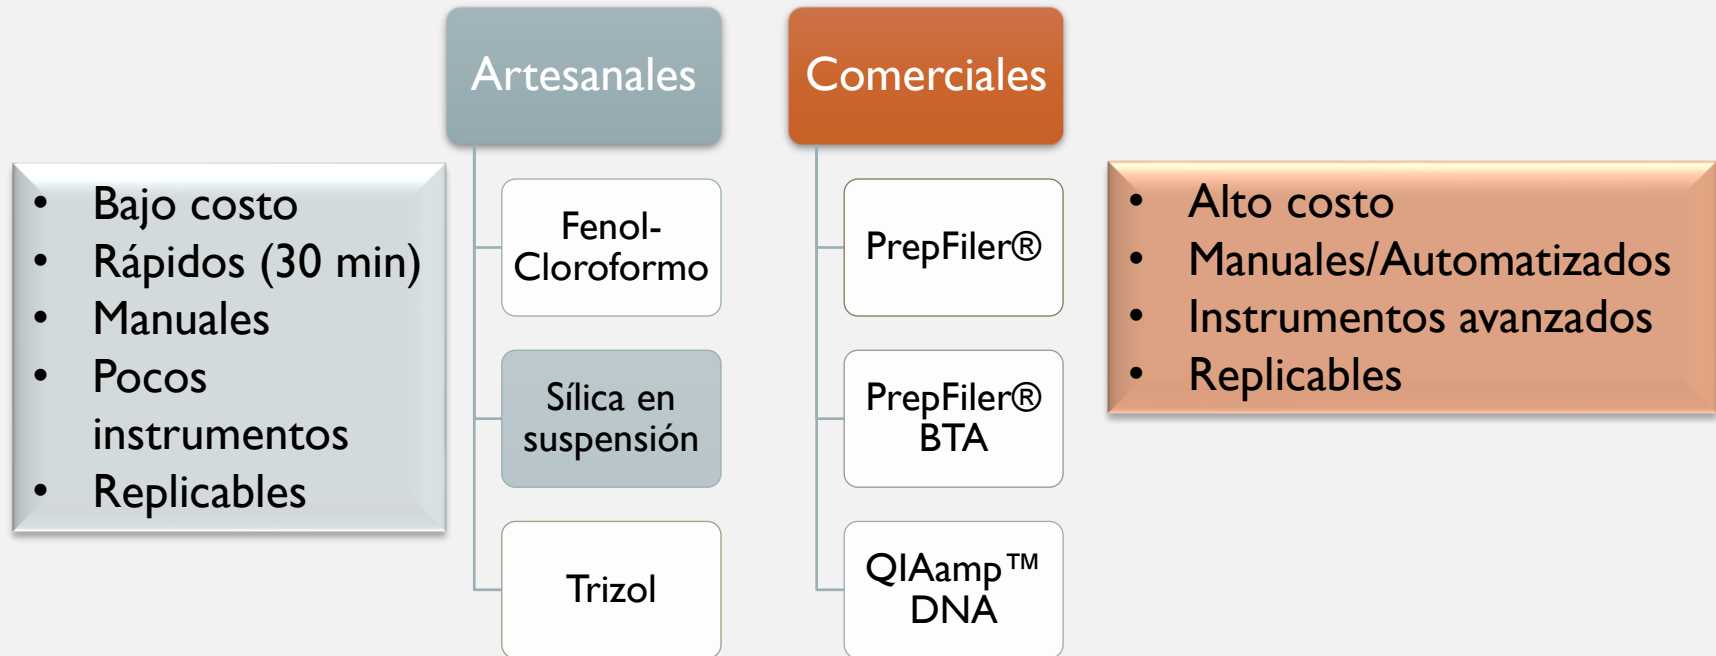 Artesanales
Comerciales
• Bajo costo
• Rápidos (30 min)
• Manuales
• Pocos
instrumentos
• Replicables
Fenol-
Cloroformo
Sílica en
suspensión
Trizol
PrepFiler®
PrepFiler®
BTA
QIAamp™
DNA
• Alto costo
• Manuales/Automatizados
• Instrumentos avanzados
• Replicables